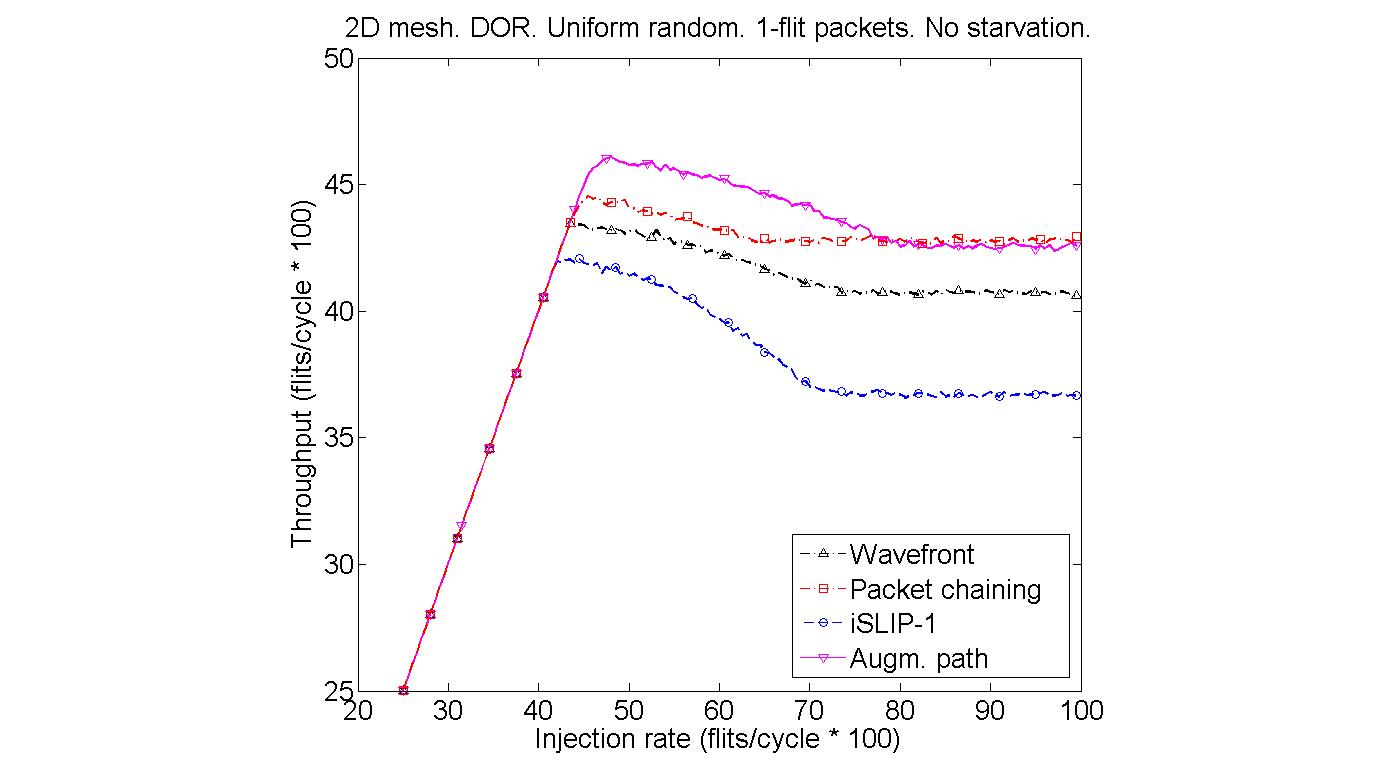 2D mesh. DOR. Uniform random. 1-flit packets. No starvation.
50
45
40
35
30
25
Throughput (flits/cycle * 100)
20 30 40 50 60 70 80 90 100
Injection rate (flits/cycle * 100)
Wavefront
Packet chaining
iSLIP-1
Augm. path